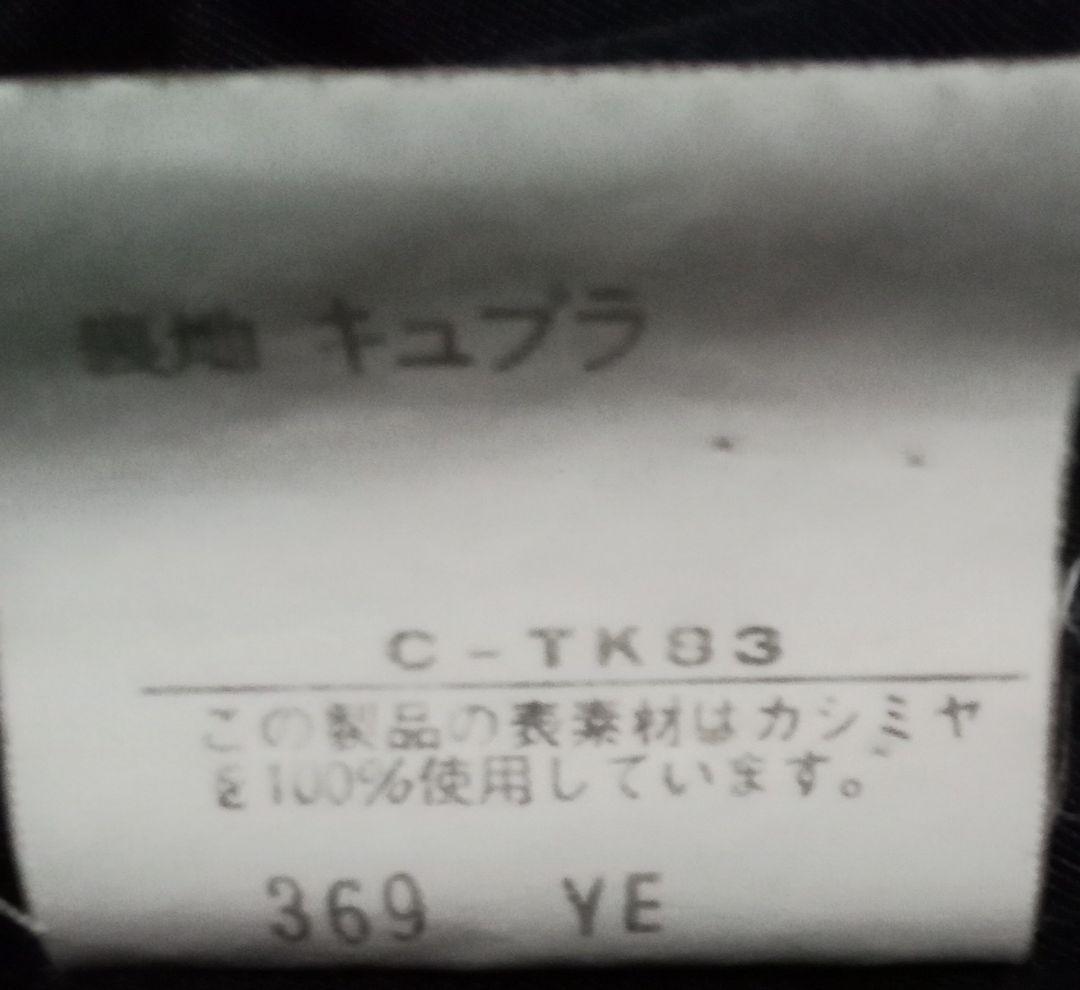 裏地 キュプラ
C-TK83
この製品の表素材はカシミヤ
を100%使用しています。
369 YE